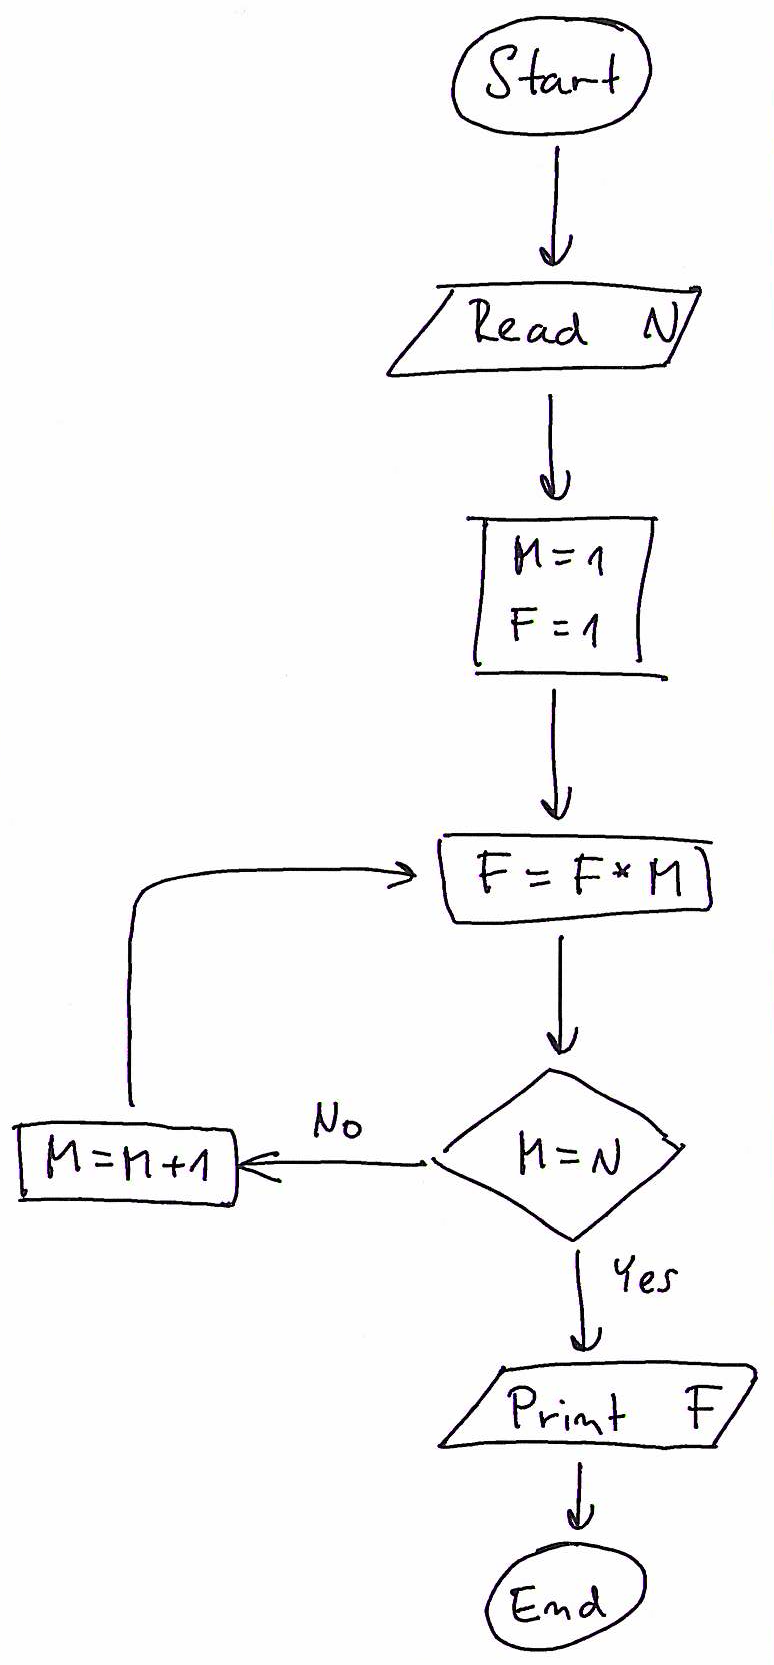 Start
Read N
M = 1
F = 1
F = F * M
M = N
No
M = M + 1
Yes
Print F
End